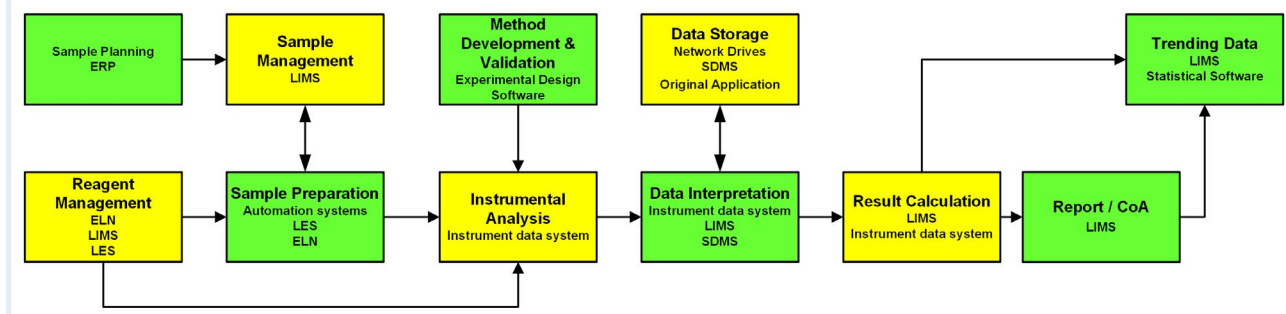 Sample Planning
ERP
Sample
Management
LIMS
Method
Development &
Validation
Experimental Design
Software
Data Storage
Network Drives
SDMS
Original Application
Trending Data
LIMS
Statistical Software
Reagent
Management
ELN
LIMS
LES
Sample Preparation
Automation systems
LES
ELN
Instrumental
Analysis
Instrument data system
Data Interpretation
Instrument data system
LIMS
SDMS
Result Calculation
LIMS
Instrument data system
Report / CoA
LIMS